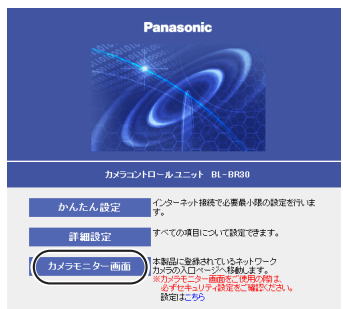 Panasonic
カメラコントロールユニット BL-BR30
かんたん設定
インターネット接続で必要最小限の設定を行いま
す。
詳細設定
すべての項目について設定できます。
カメラモニター画面
本製品に登録されているネットワーク
カメラの入口ページへ移動します。
※カメラモニター画面をご使用の際は、
必ずセキュリティ設定をご確認ください。
設定はこちら